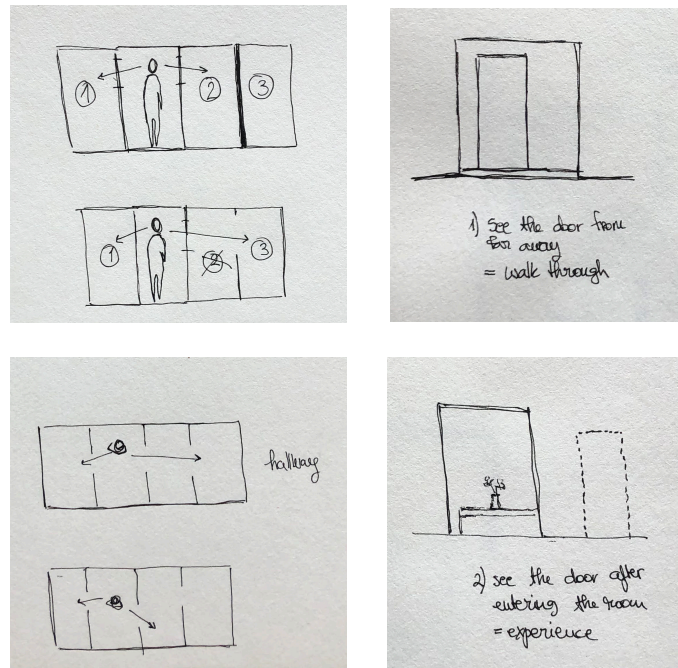 1
2
3
1
2
3
1) See the door from
far away
= walk through
hallway
2) see the door after
entering the room
= experience